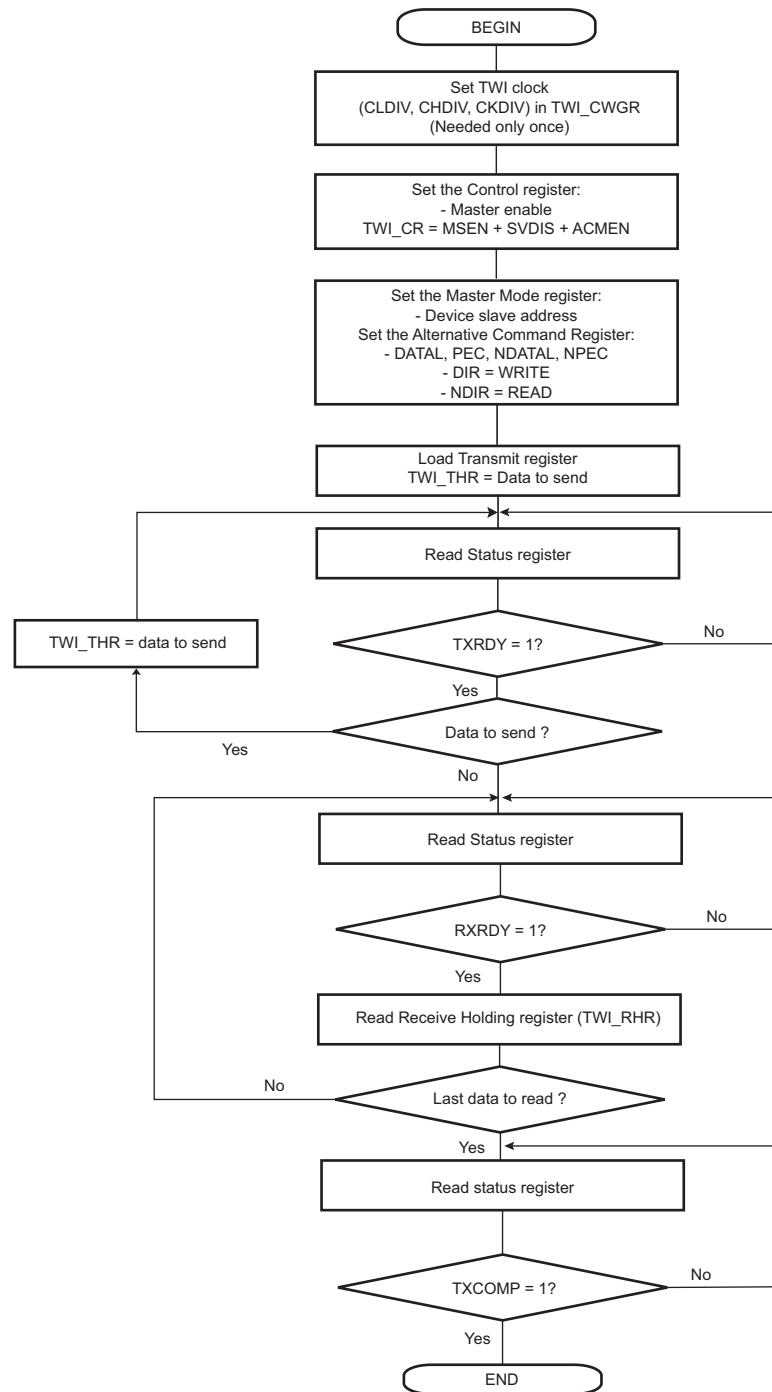 BEGIN
Set TWI clock
(CLDIV, CHDIV, CKDIV) in TWI_CWGR
(Needed only once)
Set the Control register:
- Master enable
TWI_CR = MSEN + SVDIS + ACMEN
Set the Master Mode register:
- Device slave address
Set the Alternative Command Register:
- DATAL, PEC, NDATAL, NPEC
- DIR = WRITE
- NDIR = READ
Load Transmit register
TWI_THR = Data to send
Read Status register
TWI_THR = data to send
TXRDY = 1?
No
Yes
Data to send ?
Yes
No
Read Status register
RXRDY = 1?
No
Yes
Read Receive Holding register (TWI_RHR)
No
Last data to read ?
Yes
Read status register
TXCOMP = 1?
No
Yes
END